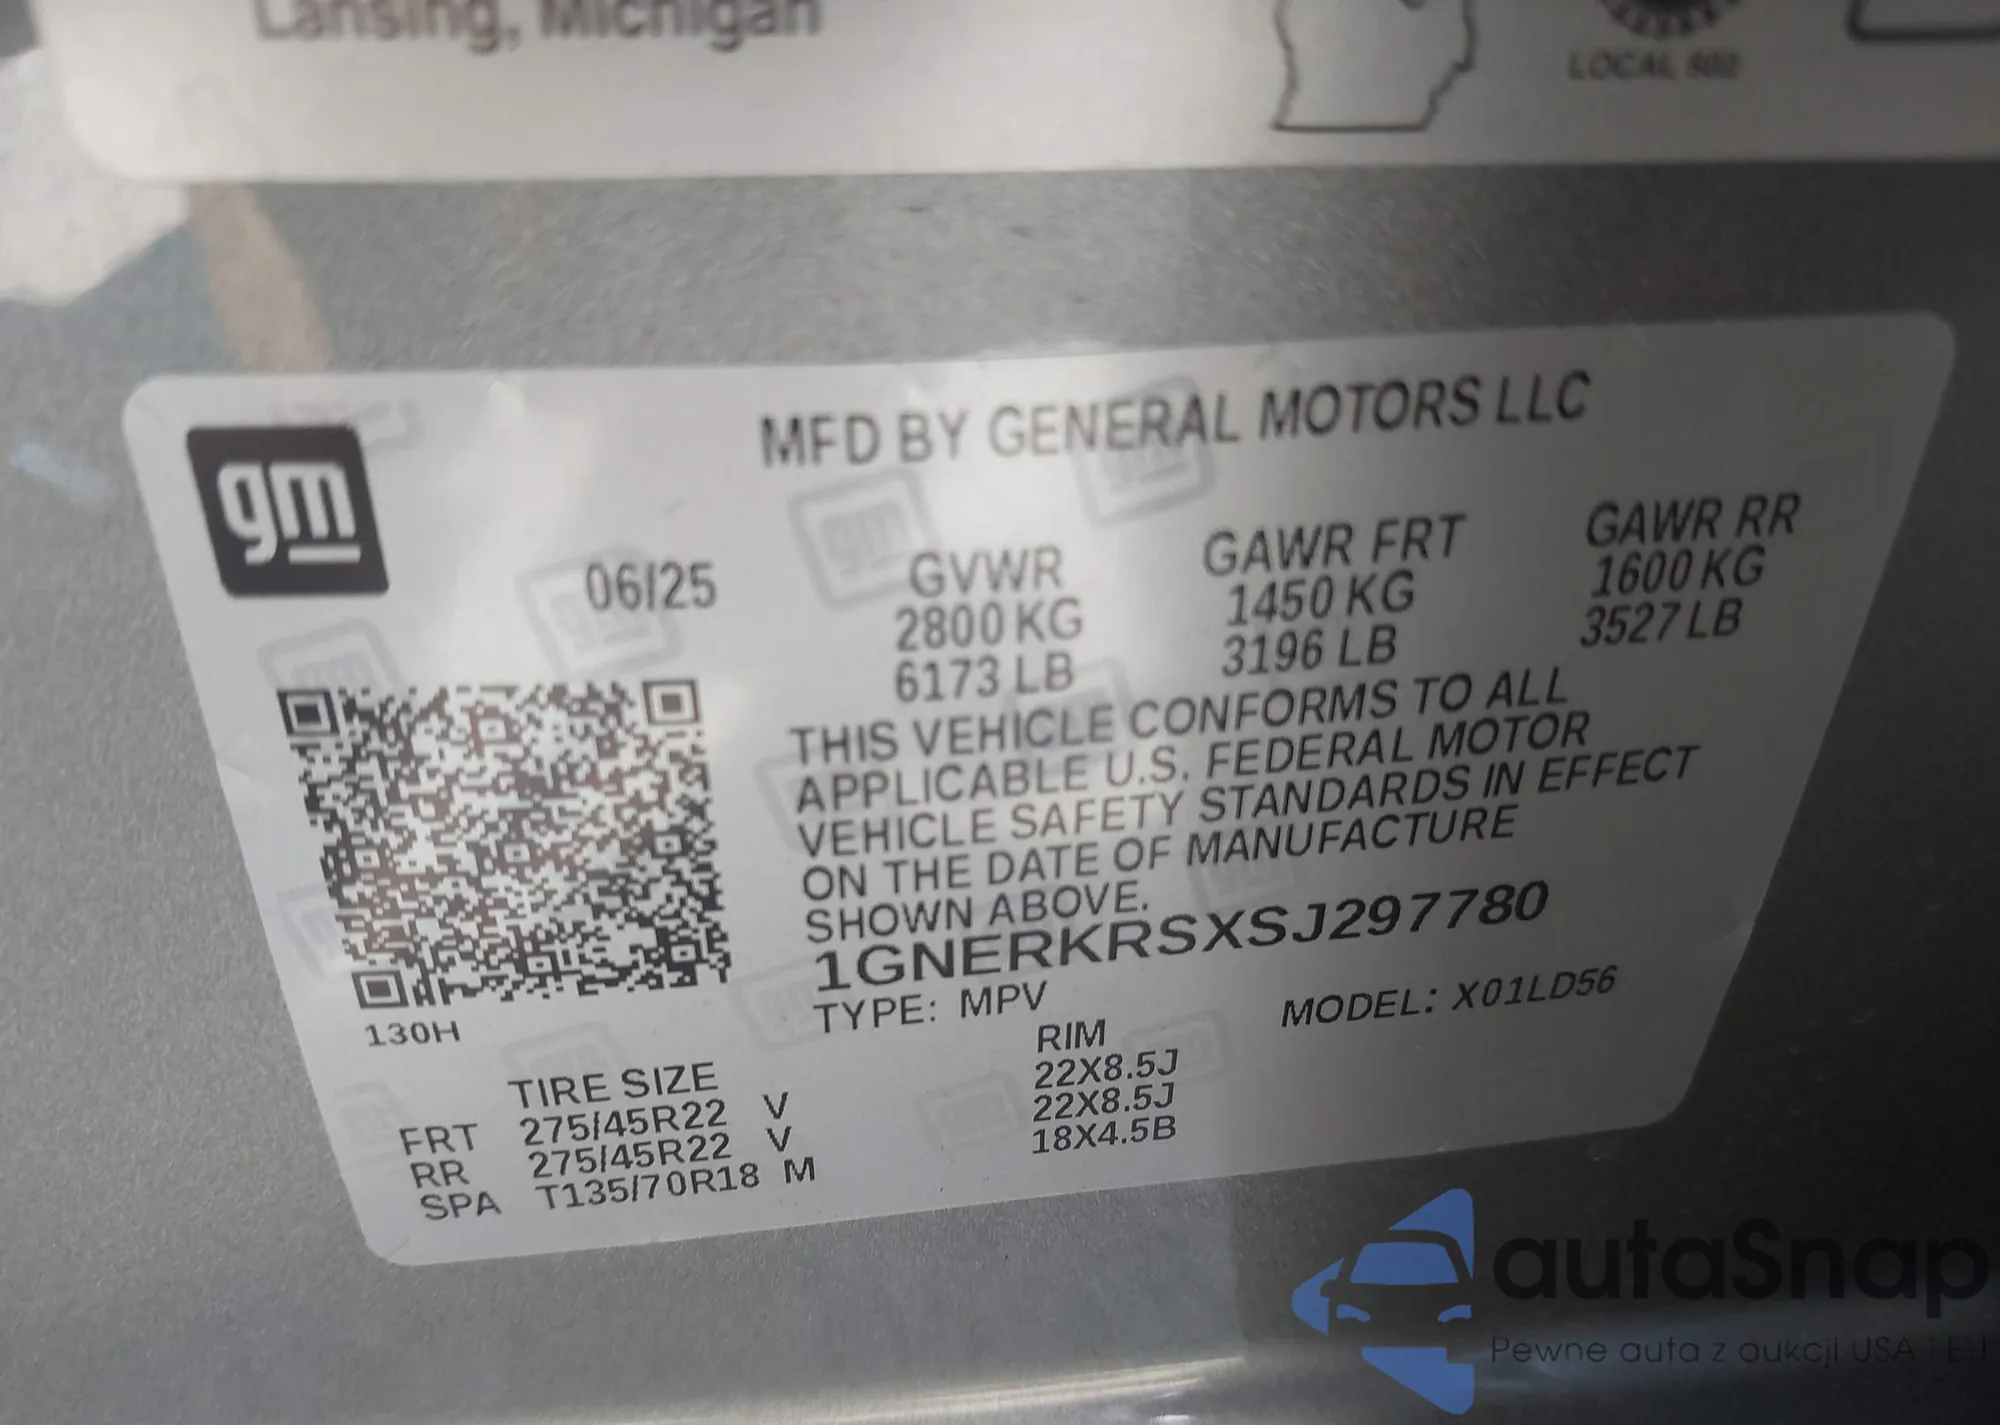 Lansing, Michigan
LOCAL 602
gm
MFD BY GENERAL MOTORS LLC
06/25
GVWR
2800 KG
6173 LB
GAWR FRT
1450 KG
3196 LB
GAWR RR
1600 KG
3527 LB
THIS VEHICLE CONFORMS TO ALL
APPLICABLE U.S. FEDERAL MOTOR
VEHICLE SAFETY STANDARDS IN EFFECT
ON THE DATE OF MANUFACTURE
SHOWN ABOVE.
1GNERKRSXSJ297780
TYPE: MPV
MODEL: X01LD56
130H
TIRE SIZE RIM
FRT 275/45R22 V 22X8.5J
RR 275/45R22 V 22X8.5J
SPA T135/70R18 M 18X4.5B
autaSnap
Pewne auta z aukcji USA i EU